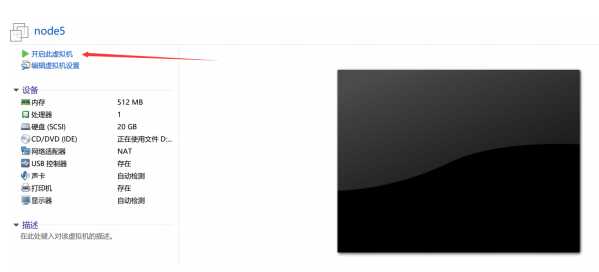 node5
开启此虚拟机
编辑虚拟机设置
设备
内存 512 MB
处理器 1
硬盘 (SCSI) 20 GB
CD/DVD (IDE) 正在使用文件 D:...
网络适配器 NAT
USB 控制器 存在
声卡 自动检测
打印机 存在
显示器 自动检测
描述
在此处键入对该虚拟机的描述。